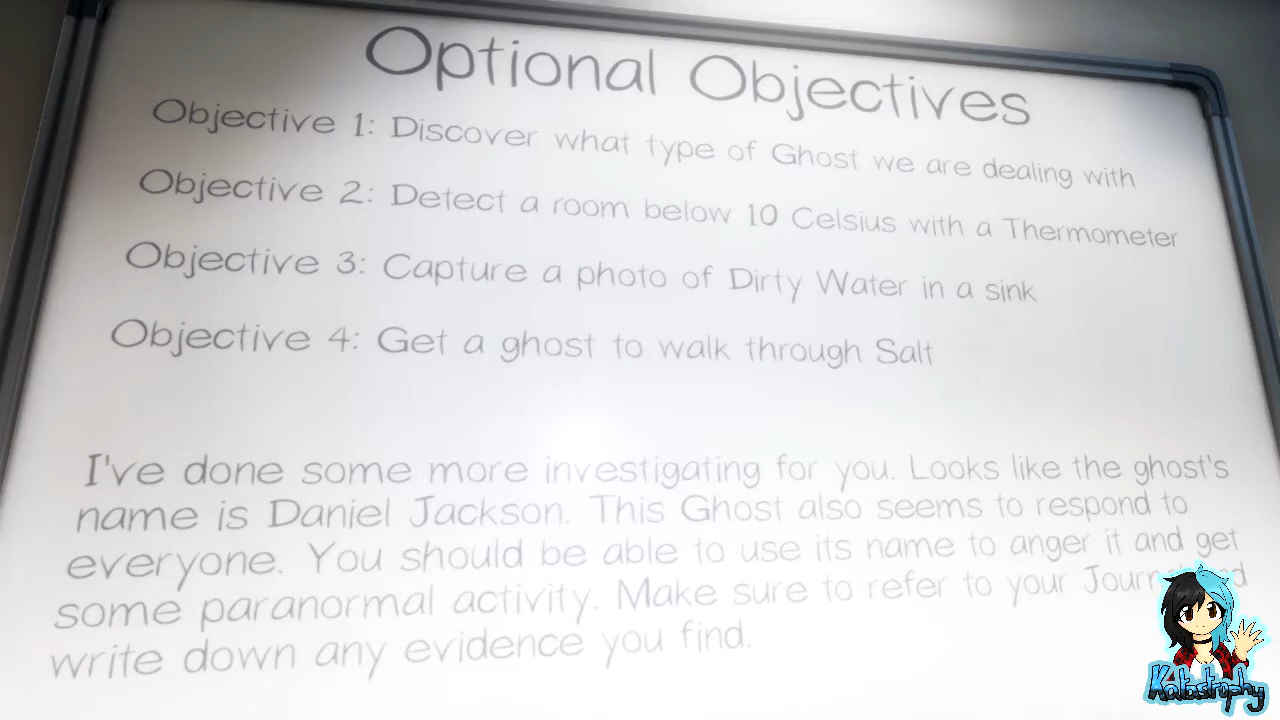 Optional Objectives
Objective 1: Discover what type of Ghost we are dealing with
Objective 2: Detect a room below 10 Celsius with a Thermometer
Objective 3: Capture a photo of Dirty Water in a sink
Objective 4: Get a ghost to walk through Salt
I've done some more investigating for you. Looks like the ghost's
name is Daniel Jackson. This Ghost also seems to respond to
everyone. You should be able to use its name to anger it and get
some paranormal activity. Make sure to refer to your
write down any evidence you find.
Katastrophy